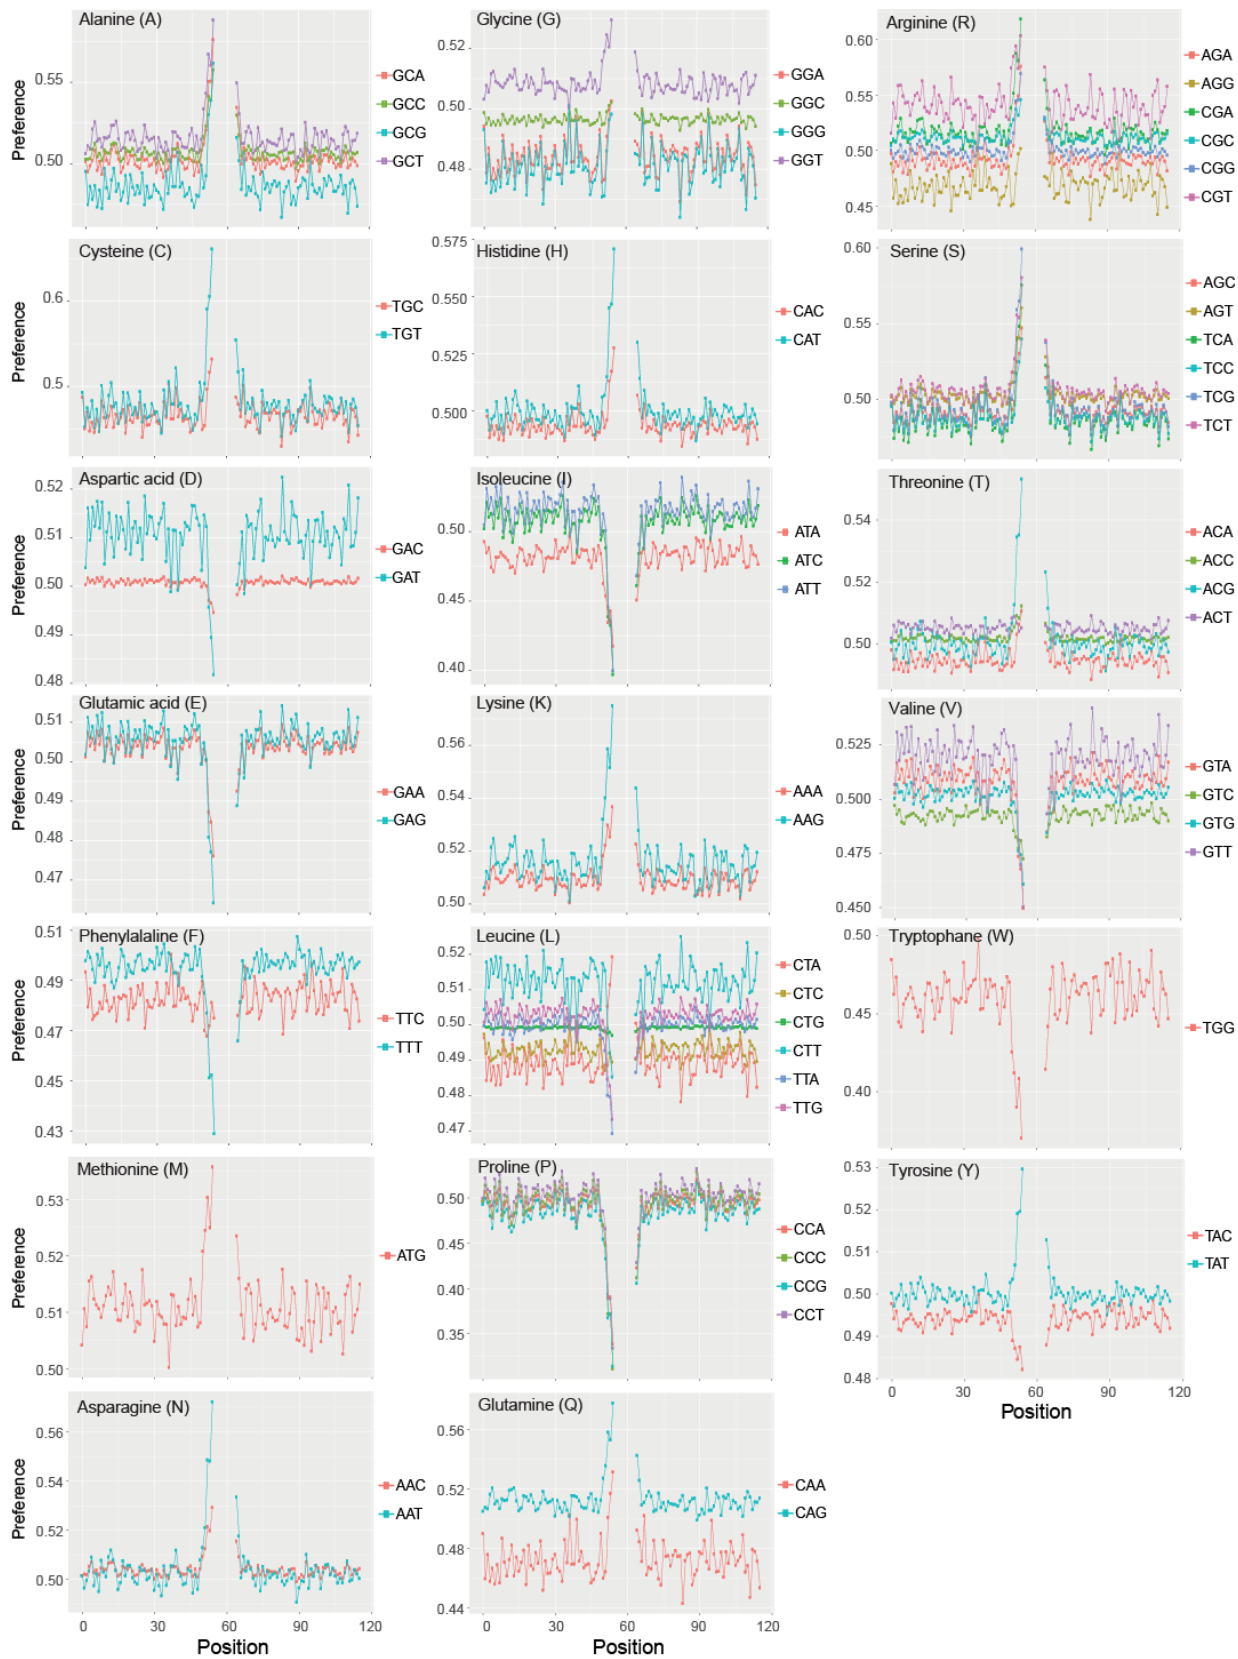 Alanine (A)
Preference
0.55
0.50
GCA
GCC
GCG
GCT
Glycine (G)
0.52
0.50
0.48
GGA
GGC
GGG
GGT
Arginine (R)
0.60
0.55
0.50
0.45
AGA
AGG
CGA
CGC
CGG
CGT
Cysteine (C)
Preference
0.6
0.5
TGC
TGT
Histidine (H)
0.575
0.550
0.525
0.500
CAC
CAT
Serine (S)
0.60
0.55
0.50
AGC
AGT
TCA
TCC
TCG
TCT
Aspartic acid (D)
Preference
0.52
0.51
0.50
0.49
0.48
GAC
GAT
Isoleucine (I)
0.50
0.45
0.40
ATA
ATC
ATT
Threonine (T)
0.54
0.52
0.50
ACA
ACC
ACG
ACT
Glutamic acid (E)
Preference
0.51
0.50
0.49
0.48
0.47
GAA
GAG
Lysine (K)
0.56
0.54
0.52
0.50
AAA
AAG
Valine (V)
0.525
0.500
0.475
0.450
GTA
GTC
GTG
GTT
Phenylalaline (F)
Preference
0.51
0.49
0.47
0.45
0.43
TTC
TTT
Leucine (L)
0.52
0.51
0.50
0.49
0.48
0.47
CTA
CTC
CTG
CTT
TTA
TTG
Tryptophane (W)
0.50
0.45
0.40
TGG
Methionine (M)
Preference
0.53
0.52
0.51
0.50
ATG
Proline (P)
0.50
0.45
0.40
0.35
CCA
CCC
CCG
CCT
Tyrosine (Y)
0.53
0.52
0.51
0.50
0.49
0.48
TAC
TAT
0 30 60 90 120
Position
Asparagine (N)
Preference
0.56
0.54
0.52
0.50
AAC
AAT
0 30 60 90 120
Position
Glutamine (Q)
0.56
0.52
0.48
0.44
CAA
CAG
0 30 60 90 120
Position